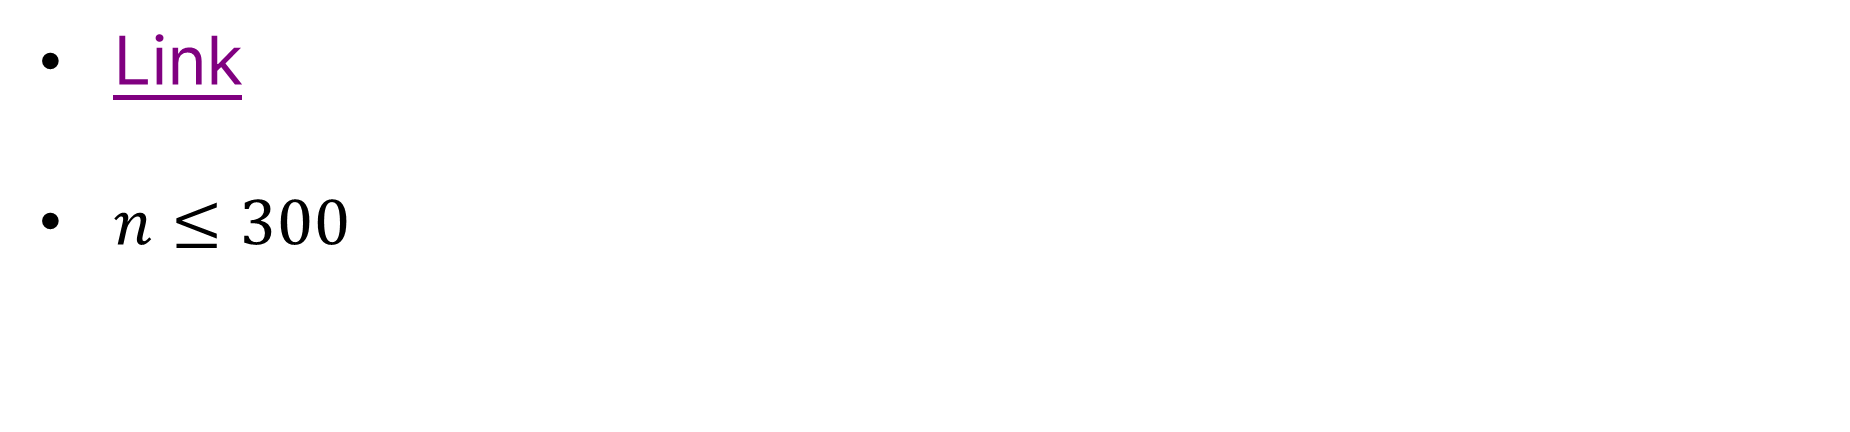 • Link
• n ≤ 300